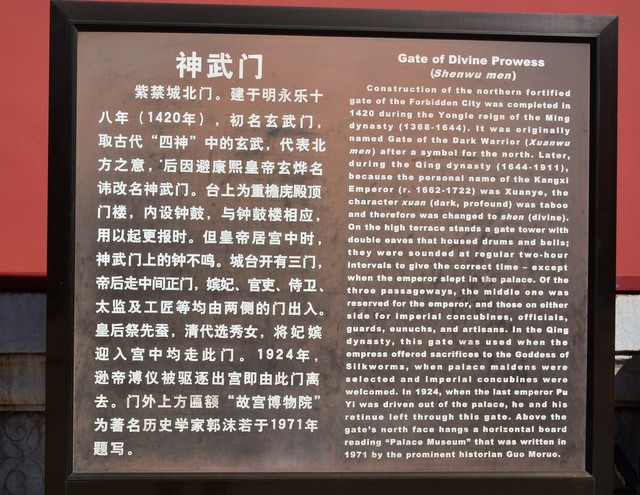 神武门
紫禁城北门。建于明永乐十
八年（1420年），初名玄武门，
取古代“四神”中的玄武，代表北
方之意，后因避康熙皇帝玄烨名
讳改名神武门。台上为重檐庑殿顶
门楼，内设钟鼓，与钟鼓楼相应，
用以起更报时。但皇帝居宫中时，
神武门上的钟不鸣。城台开有三门，
帝后走中间正门，嫔妃、官吏、侍卫、
太监及工匠等均由两侧的门出入。
皇后祭先蚕，清代选秀女，将妃嫔
迎入宫中均走此门。1924年，
逊帝溥仪被驱逐出宫即由此门离
去。门外上方匾额“故宫博物院”
为著名历史学家郭沫若于1971年
题写。
Gate of Divine Prowess
(Shenwu men)
Construction of the northern fortified
gate of the Forbidden City was completed in
1420 during the Yongle reign of the Ming
dynasty (1368-1644). It was originally
named Gate of the Dark Warrior (Xuanwu
men) after a symbol for the north. Later,
during the Qing dynasty (1644-1911),
because the personal name of the Kangxi
Emperor (r. 1662-1722) was Xuanye, the
character xuan (dark, profound) was taboo
and therefore was changed to shen (divine).
On the high terrace stands a gate tower with
double eaves that housed drums and bells;
they were sounded at regular two-hour
intervals to give the correct time – except
when the emperor slept in the palace. Of the
three passageways, the middle one was
reserved for the emperor, and those on either
side for imperial concubines, officials,
guards, eunuchs, and artisans. In the Qing
dynasty, this gate was used when the
empress offered sacrifices to the Goddess of
Silkworms, when palace maidens were
selected and imperial concubines were
welcomed. In 1924, when the last emperor Pu
Yi was driven out of the palace, he and his
retinue left through this gate. Above the
gate's north face hangs a horizontal board
reading “Palace Museum” that was written in
1971 by the prominent historian Guo Moruo.